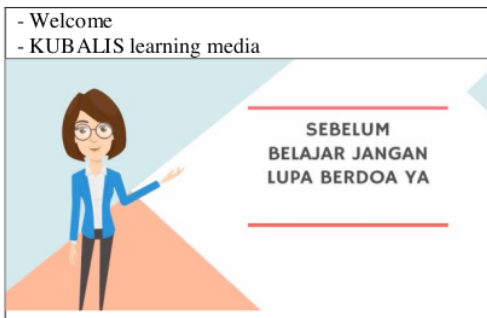 - Welcome
- KUBALIS learning media
SEBELUM
BELAJAR JANGAN
LUPA BERDOA YA